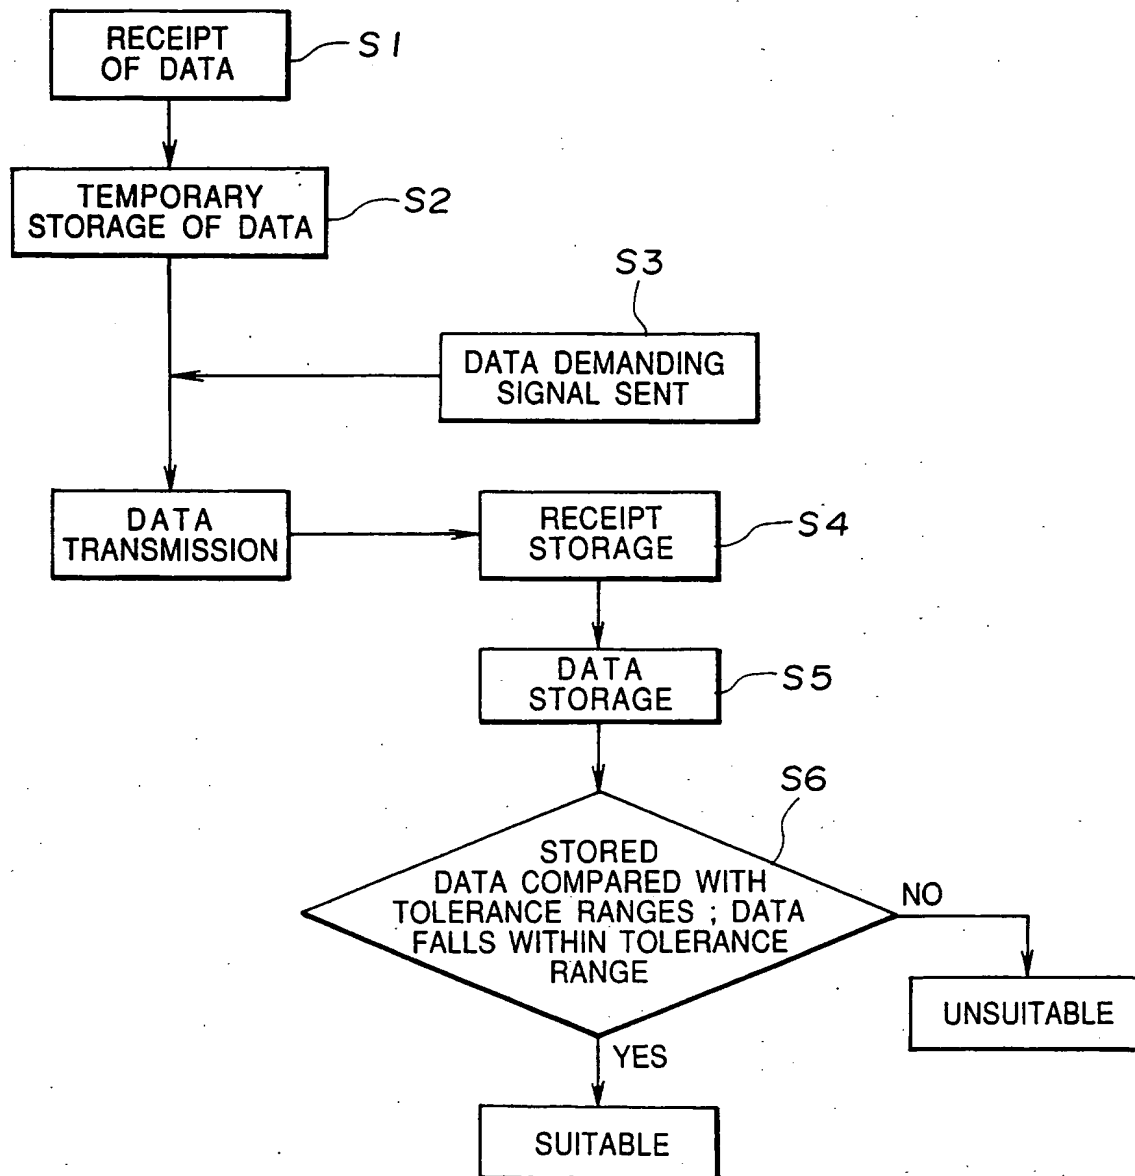 RECEIPT
OF DATA
S1
TEMPORARY
STORAGE OF DATA
S2
S3
DATA DEMANDING
SIGNAL SENT
DATA
TRANSMISSION
RECEIPT
STORAGE
S4
DATA
STORAGE
S5
S6
STORED
DATA COMPARED WITH
TOLERANCE RANGES ; DATA
FALLS WITHIN TOLERANCE
RANGE
NO
UNSUITABLE
YES
SUITABLE